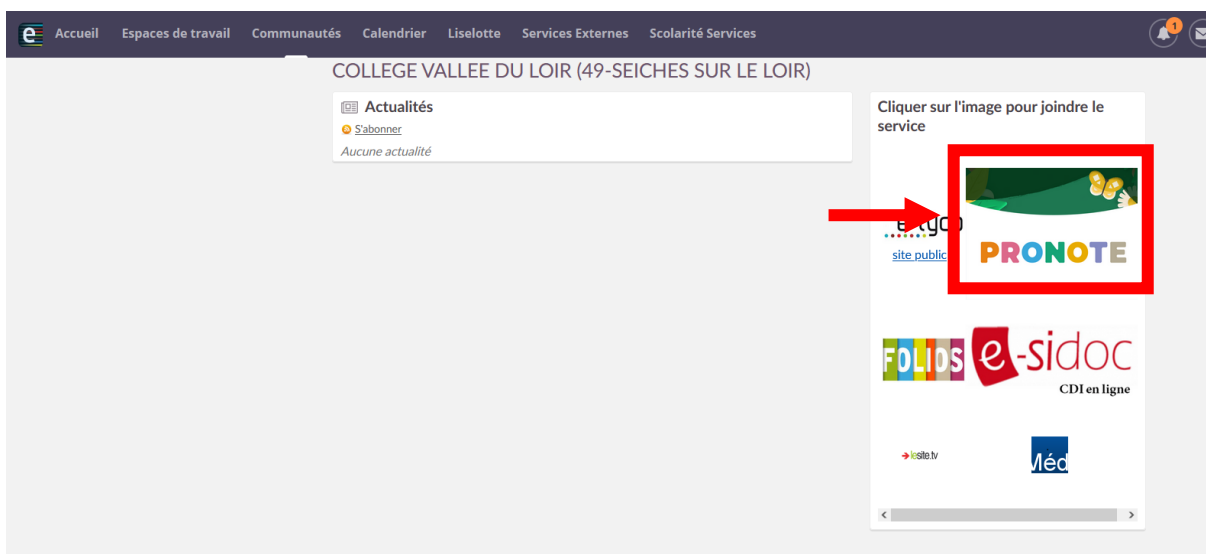 e Accueil Espaces de travail Communautés Calendrier Liselotte Services Externes Scolarité Services 1
COLLEGE VALLEE DU LOIR (49-SEICHES SUR LE LOIR)
Actualités
S'abonner
Aucune actualité
Cliquer sur l'image pour joindre le
service
site public
PRONOTE
FOLIOS e-sidoc
CDI en ligne
lesite.tv
Méd